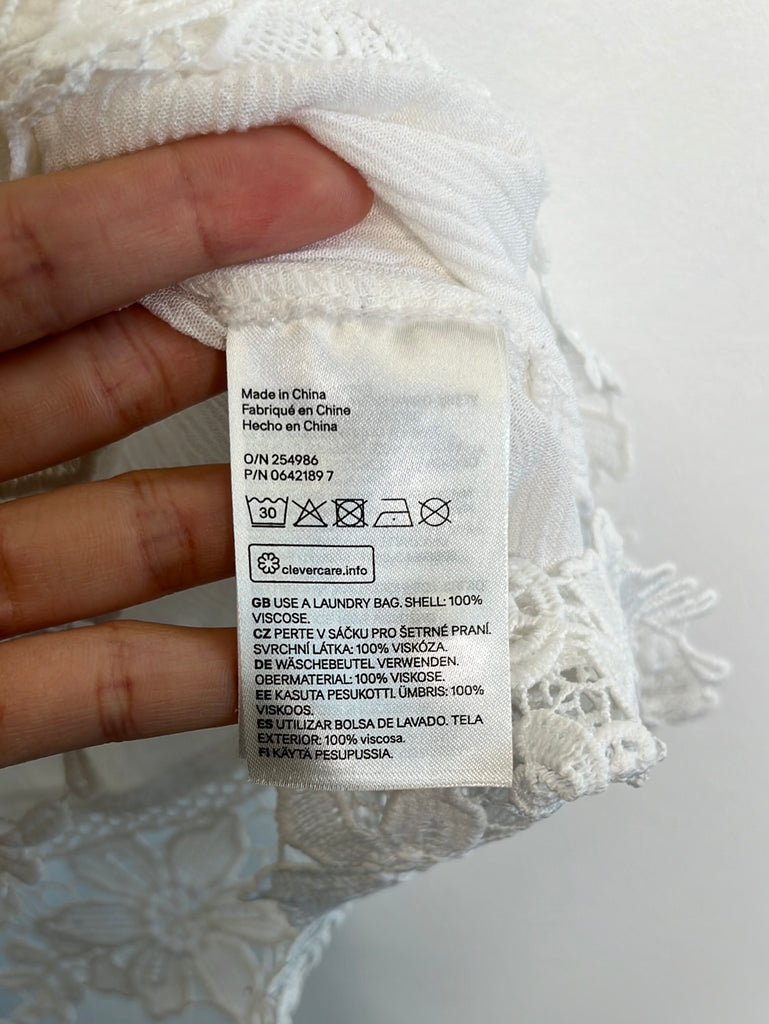 Made in China
Fabriqué en Chine
Hecho en China
O/N 254986
P/N 0642189 7
30
clevercare.info
GB USE A LAUNDRY BAG. SHELL: 100%
VISCOSE.
CZ PERTE V SÁČKU PRO ŠETRNÉ PRANÍ.
SVRCHNÍ LÁTKA: 100% VISKÓZA.
DE WÄSCHEBEUTEL VERWENDEN.
OBERMATERIAL: 100% VISKOSE.
EE KASUTA PESUKOTTI. ÜMBRIS: 100%
VISKOOS.
ES UTILIZAR BOLSA DE LAVADO. TELA
EXTERIOR: 100% viscosa.
FI KÄYTÄ PESUPUSSIA.